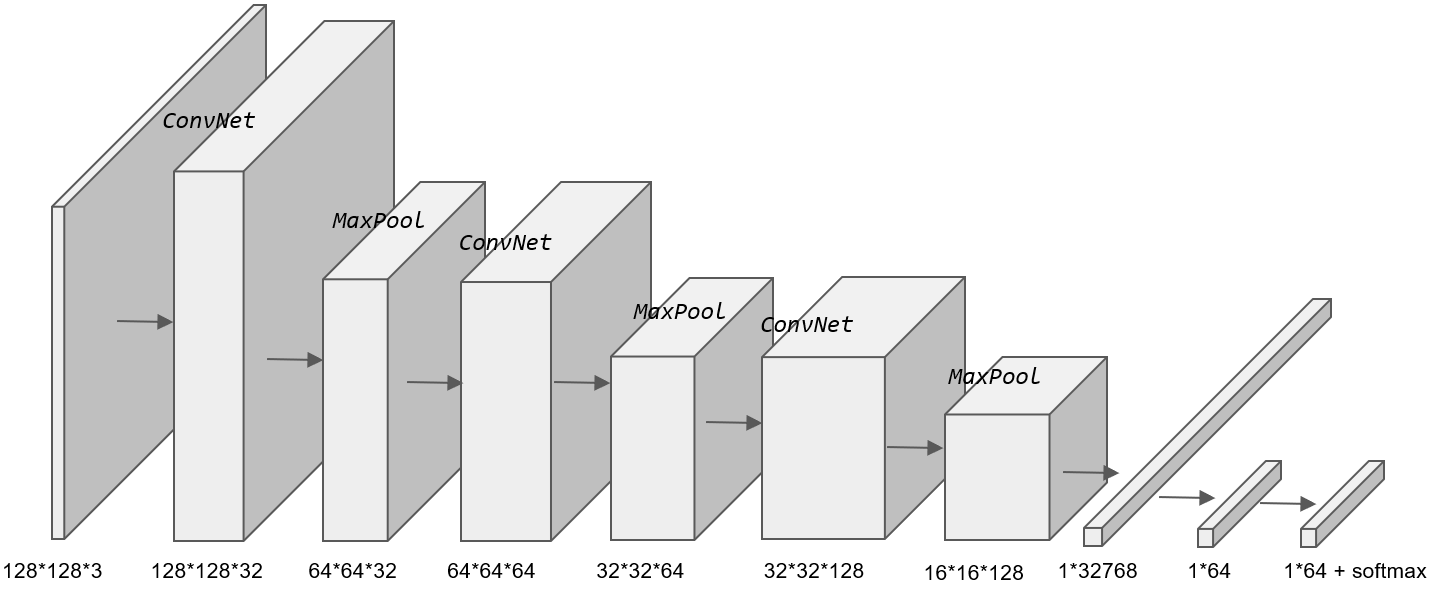 ConvNet
MaxPool
ConvNet
MaxPool
ConvNet
MaxPool
128*128*3
128*128*32
64*64*32
64*64*64
32*32*64
32*32*128
16*16*128
1*32768
1*64
1*64 + softmax